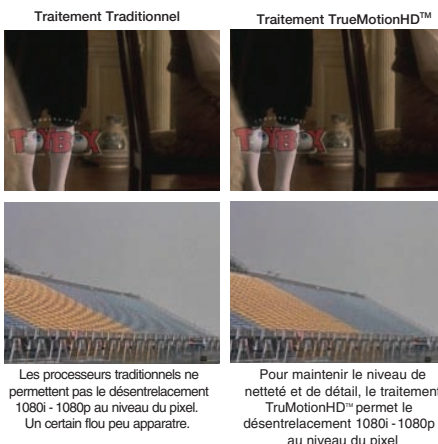 Traitement Traditionnel
Traitement TrueMotionHD™
TOYBOX
TOYBOX
Les processeurs traditionnels ne
permettent pas le désentrelacement
1080i - 1080p au niveau du pixel.
Un certain flou peu apparatre.
Pour maintenir le niveau de
netteté et de détail, le traitement
TruMotionHD™ permet le
désentrelacement 1080i - 1080p
au niveau du pixel